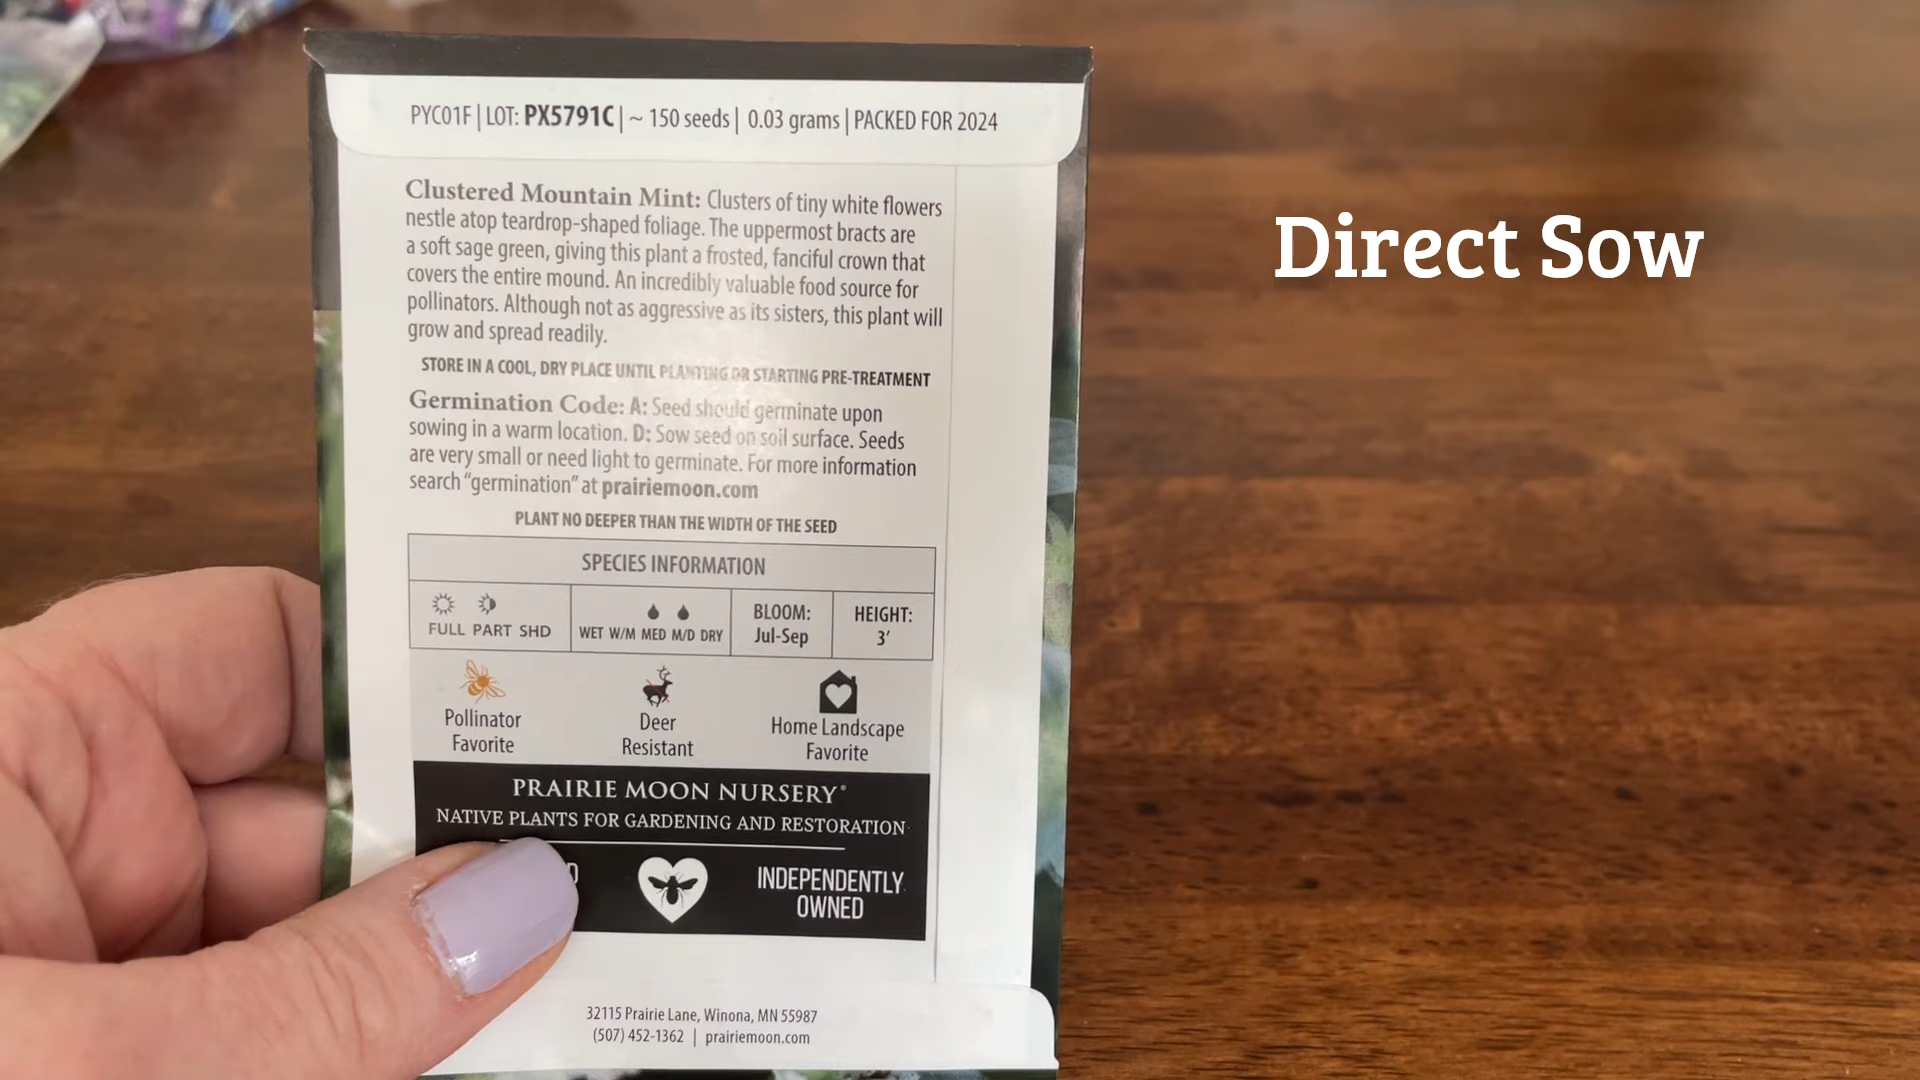 PYC01F | LOT: PX5791C | ~ 150 seeds | 0.03 grams | PACKED FOR 2024
Direct Sow
Clustered Mountain Mint: Clusters of tiny white flowers
nestle atop teardrop-shaped foliage. The uppermost bracts are
a soft sage green, giving this plant a frosted, fanciful crown that
covers the entire mound. An incredibly valuable food source for
pollinators. Although not as aggressive as its sisters, this plant will
grow and spread readily.
STORE IN A COOL, DRY PLACE UNTIL PLANTING OR STARTING PRE-TREATMENT
Germination Code: A: Seed should germinate upon
sowing in a warm location. D: Sow seed on soil surface. Seeds
are very small or need light to germinate. For more information
search "germination" at prairiemoon.com
PLANT NO DEEPER THAN THE WIDTH OF THE SEED
SPECIES INFORMATION
FULL PART SHD
WET W/M MED M/D DRY
BLOOM:
Jul-Sep
HEIGHT:
3'
Pollinator
Favorite
Deer
Resistant
Home Landscape
Favorite
PRAIRIE MOON NURSERY®
NATIVE PLANTS FOR GARDENING AND RESTORATION
INDEPENDENTLY
OWNED
32115 Prairie Lane, Winona, MN 55987
(507) 452-1362 | prairiemoon.com